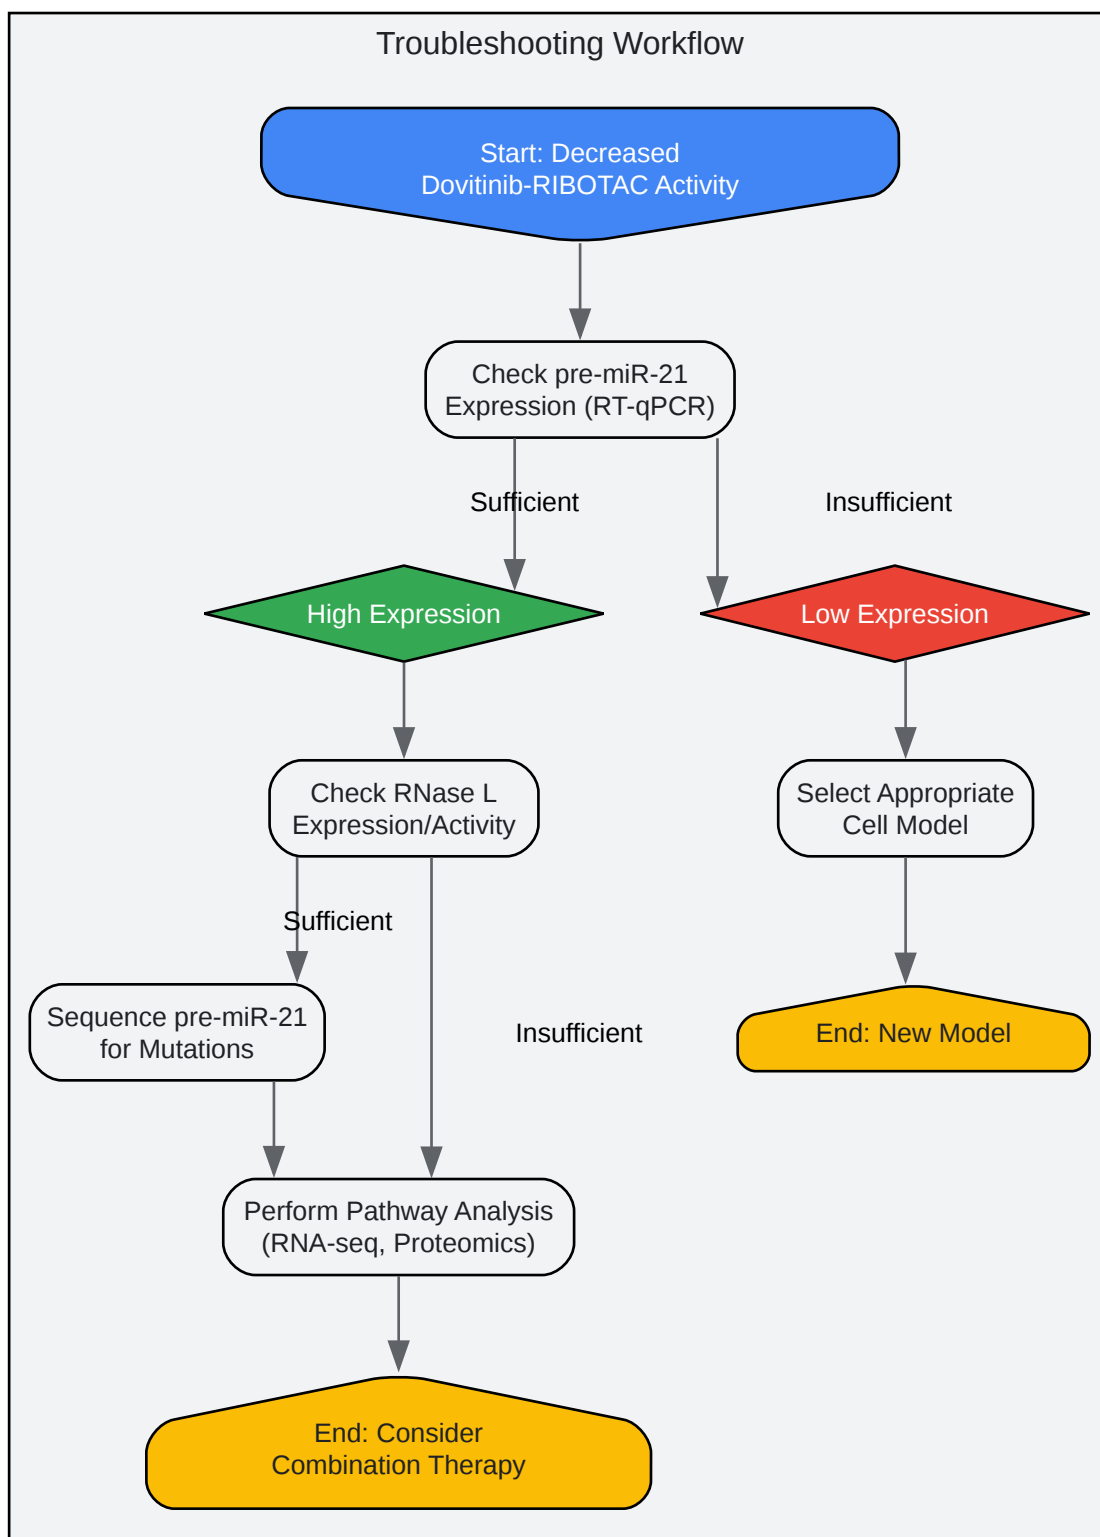 Troubleshooting Workflow
Start: Decreased
Dovitinib-RIBOTAC Activity
Check pre-miR-21
Expression (RT-qPCR)
Sufficient
Insufficient
High Expression
Low Expression
Check RNase L
Expression/Activity
Select Appropriate
Cell Model
Sufficient
Sequence pre-miR-21
for Mutations
Insufficient
End: New Model
Perform Pathway Analysis
(RNA-seq, Proteomics)
End: Consider
Combination Therapy